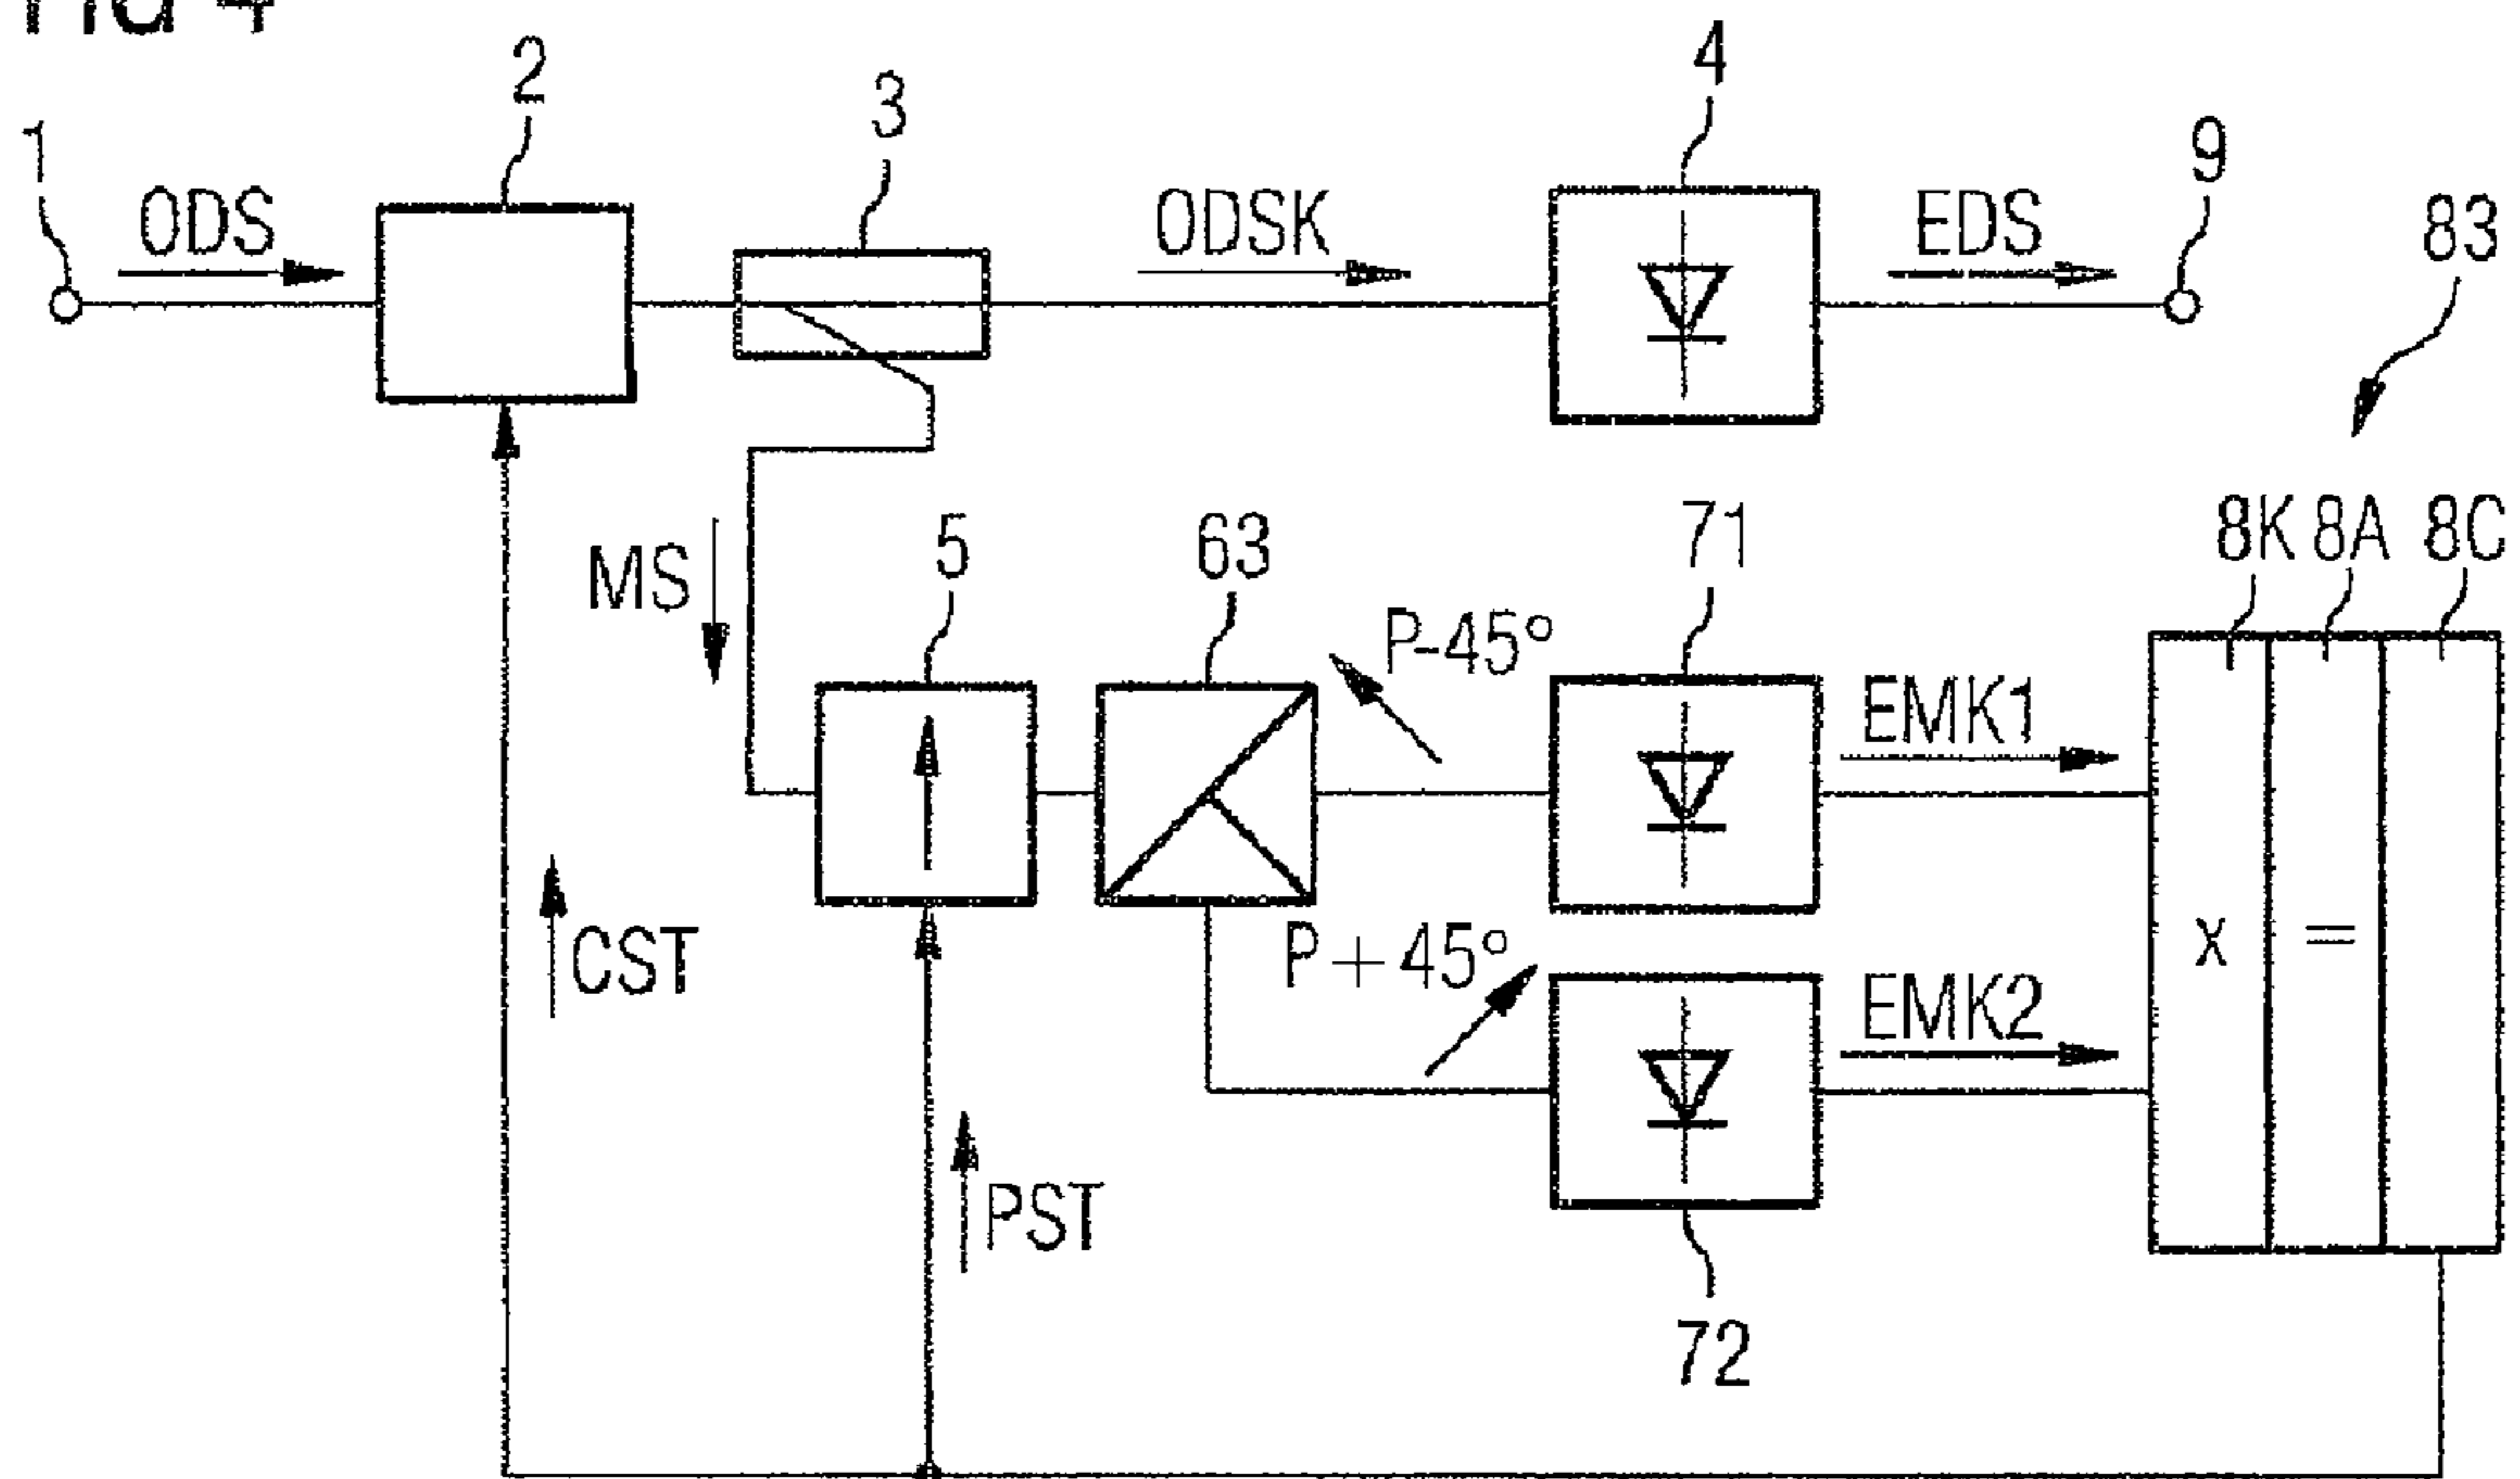 FIG 4
2
3
4
1
9
ODS
ODSK
EDS
83
8K 8A 8C
71
5
63
MS
P-45°
EMK1
x =
P+45°
CST
EMK2
PST
72